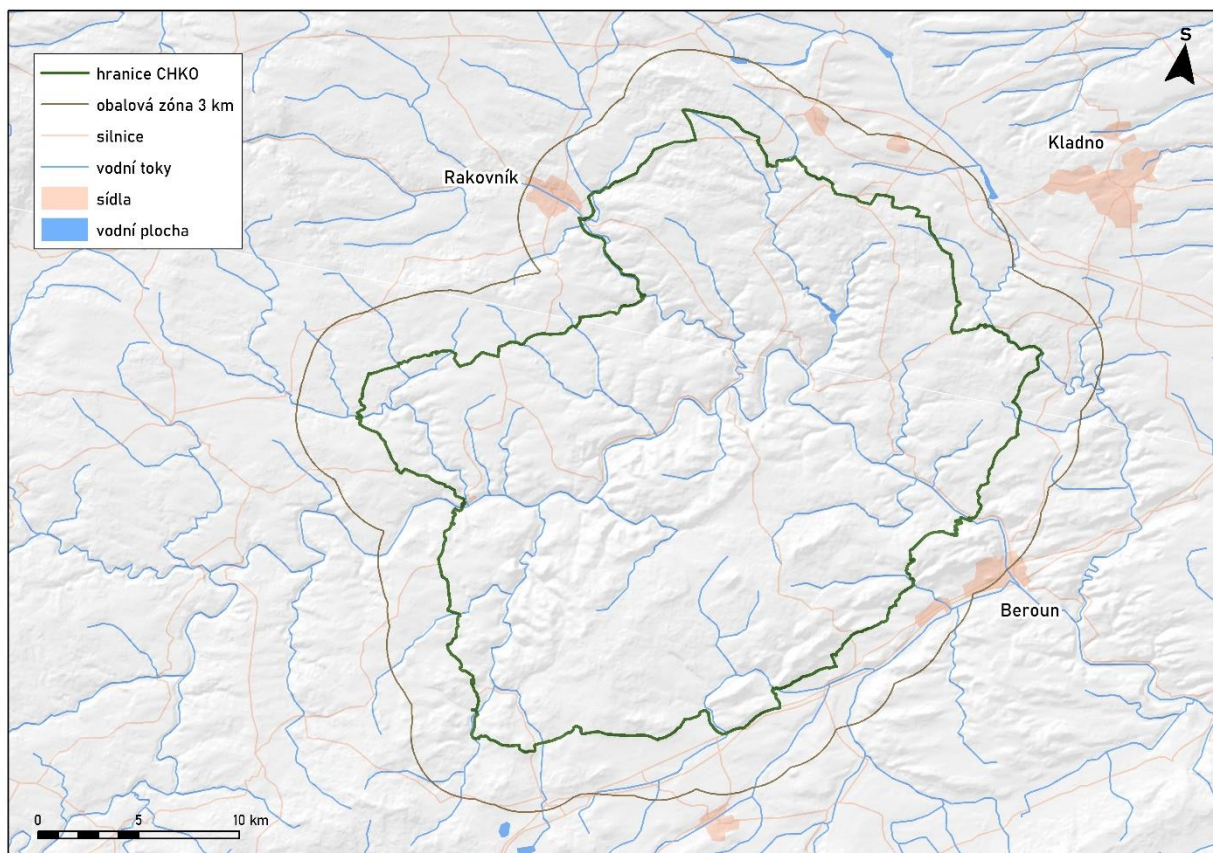 hranice CHKO
obalová zóna 3 km
silnice
vodní toky
sídla
vodní plocha
S
Kladno
Rakovník
Beroun
0 5 10 km